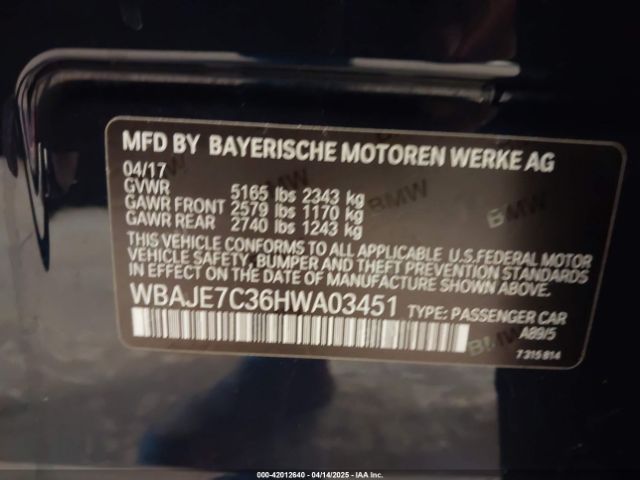 MFD BY BAYERISCHE MOTOREN WERKE AG
04/17
GVWR 5165 lbs 2343 kg
GAWR FRONT 2579 lbs 1170 kg
GAWR REAR 2740 lbs 1243 kg
THIS VEHICLE CONFORMS TO ALL APPLICABLE U.S.FEDERAL MOTOR
VEHICLE SAFETY, BUMPER AND THEFT PREVENTION STANDARDS
IN EFFECT ON THE DATE OF MANUFACTURE SHOWN ABOVE.
WBAJE7C36HWA03451 TYPE: PASSENGER CAR
A89/5
7 315 814
BMW
BMW
BMW
000-42012640 - 04/14/2025 - IAA Inc.